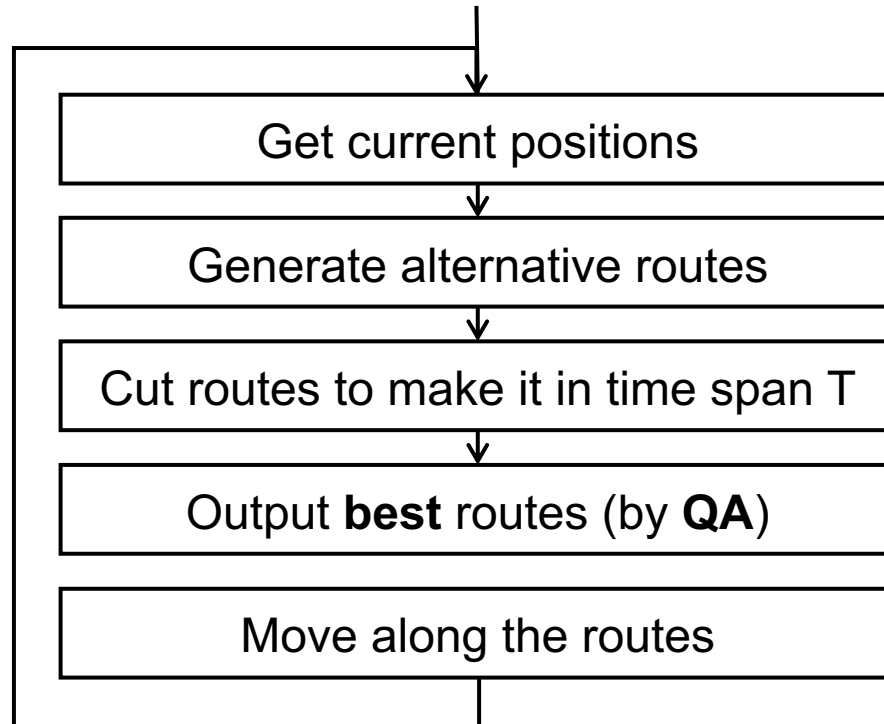 Get current positions
Generate alternative routes
Cut routes to make it in time span T
Output best routes (by QA)
Move along the routes